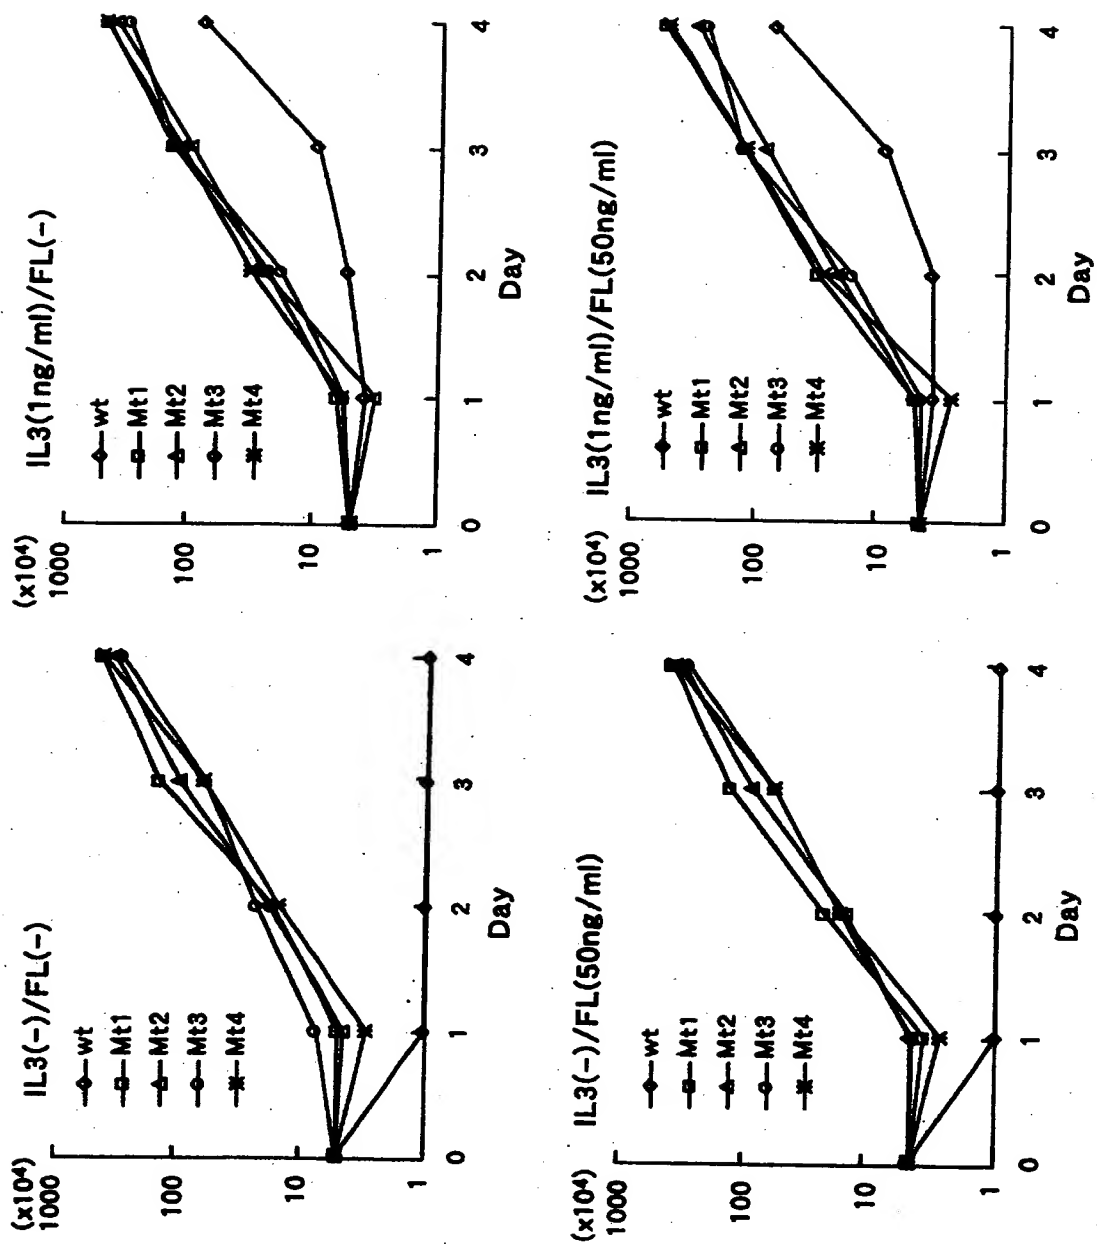 IL3(-)/FL(-)
(x10⁴)
1000
100
10
1
wt
Mt1
Mt2
Mt3
Mt4
0 1 2 3 4
Day
IL3(1ng/ml)/FL(-)
(x10⁴)
1000
100
10
1
wt
Mt1
Mt2
Mt3
Mt4
0 1 2 3 4
Day
IL3(-)/FL(50ng/ml)
(x10⁴)
1000
100
10
1
wt
Mt1
Mt2
Mt3
Mt4
0 1 2 3 4
Day
IL3(1ng/ml)/FL(50ng/ml)
(x10⁴)
1000
100
10
1
wt
Mt1
Mt2
Mt3
Mt4
0 1 2 3 4
Day